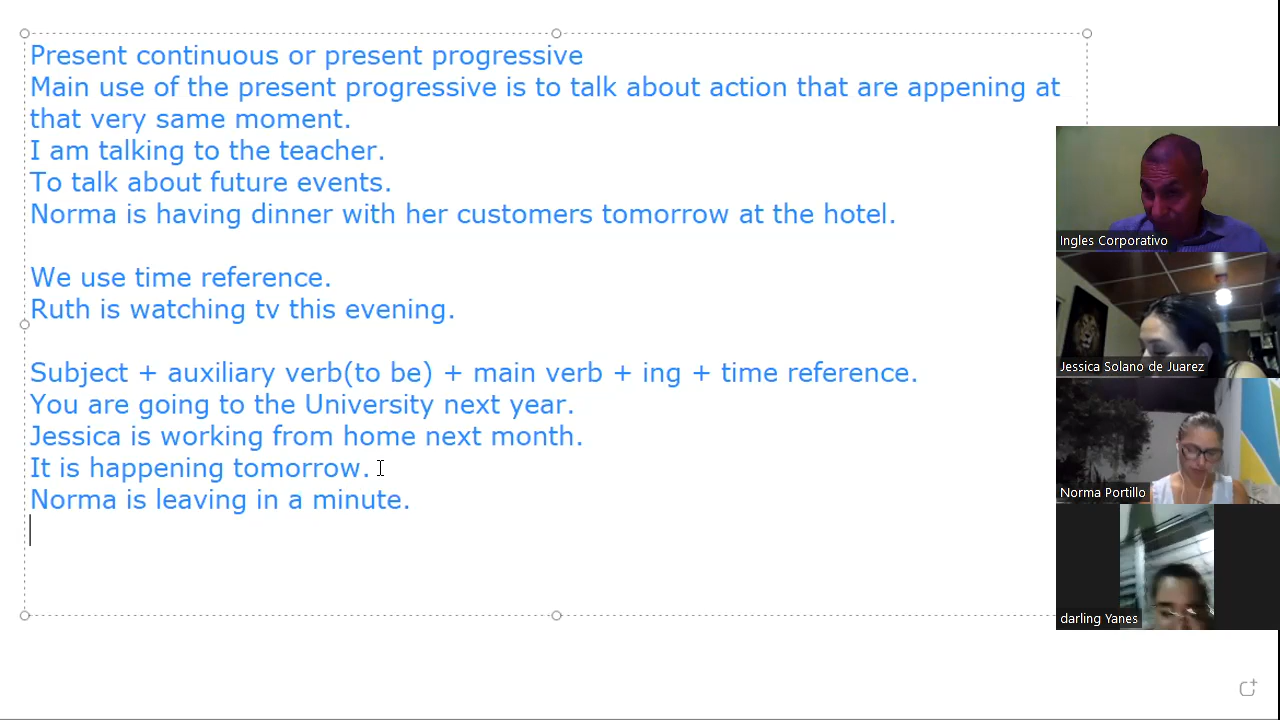 Present continuous or present progressive
Main use of the present progressive is to talk about action that are appening at
that very same moment.
I am talking to the teacher.
To talk about future events.
Norma is having dinner with her customers tomorrow at the hotel.
We use time reference.
Ruth is watching tv this evening.
Subject + auxiliary verb(to be) + main verb + ing + time reference.
You are going to the University next year.
Jessica is working from home next month.
It is happening tomorrow.
Norma is leaving in a minute.
Ingles Corporativo
Jessica Solano de Juarez
Norma Portillo
darling Yanes